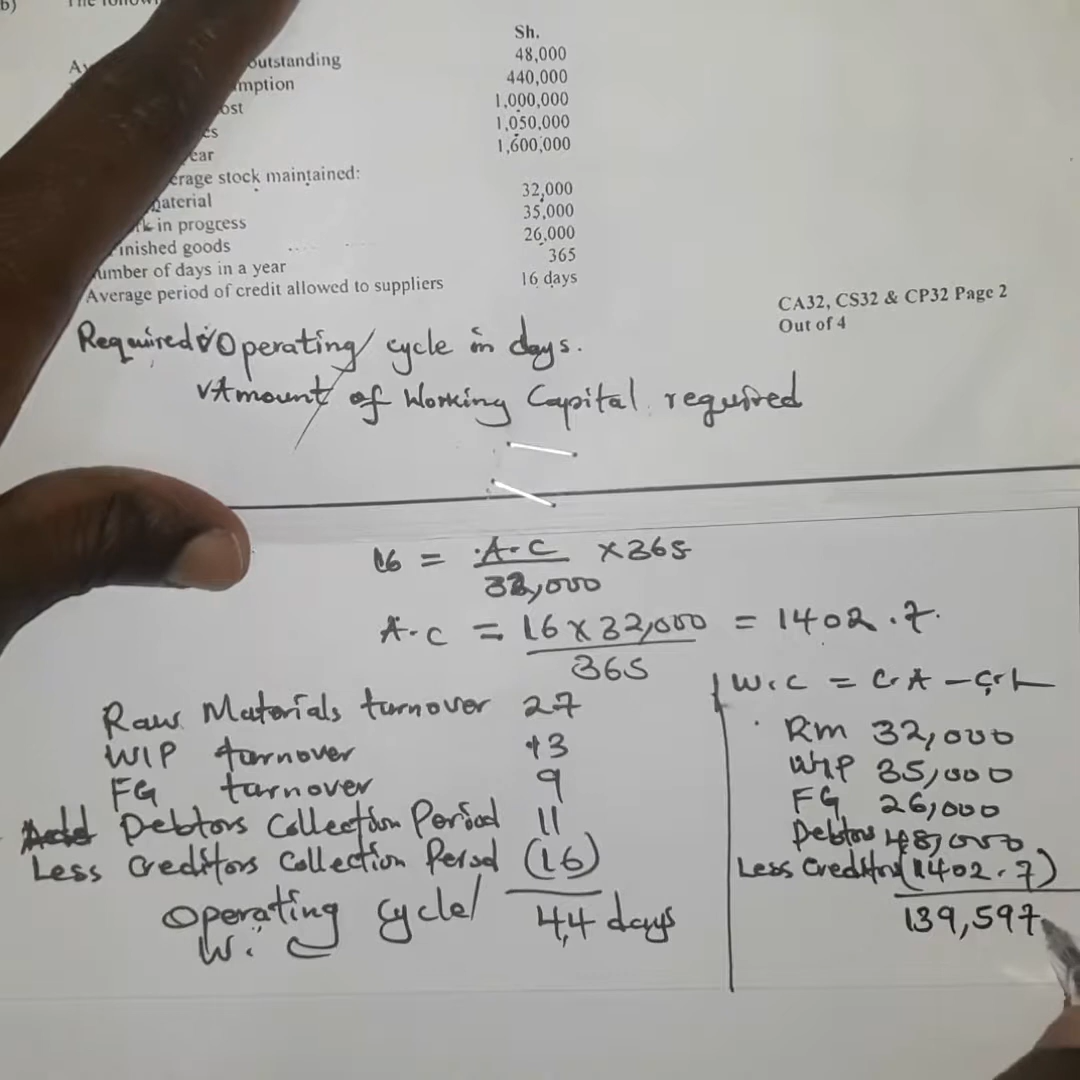 b) The follow
Sh.
outstanding 48,000
mption 440,000
ost 1,000,000
es 1,050,000
ear 1,600,000
erage stock maintained:
material 32,000
rk in progress 35,000
inished goods 26,000
umber of days in a year 365
Average period of credit allowed to suppliers 16 days
CA32, CS32 & CP32 Page 2
Out of 4
Required Operating cycle in days.
Amount of Working Capital required
16 = A.C x365
32,000
A.C = 16 x 32,000 = 1402.7.
365
Raw Materials turnover 27
WIP turnover 13
FG turnover 9
Add Debtors Collection Period 11
Less Creditors Collection Period (16)
Operating cycle/ 44 days
W.C
W.C = C.A - C.L
Rm 32,000
WIP 35,000
FG 26,000
Debtors 48,000
Less Creditors (1402.7)
139,597